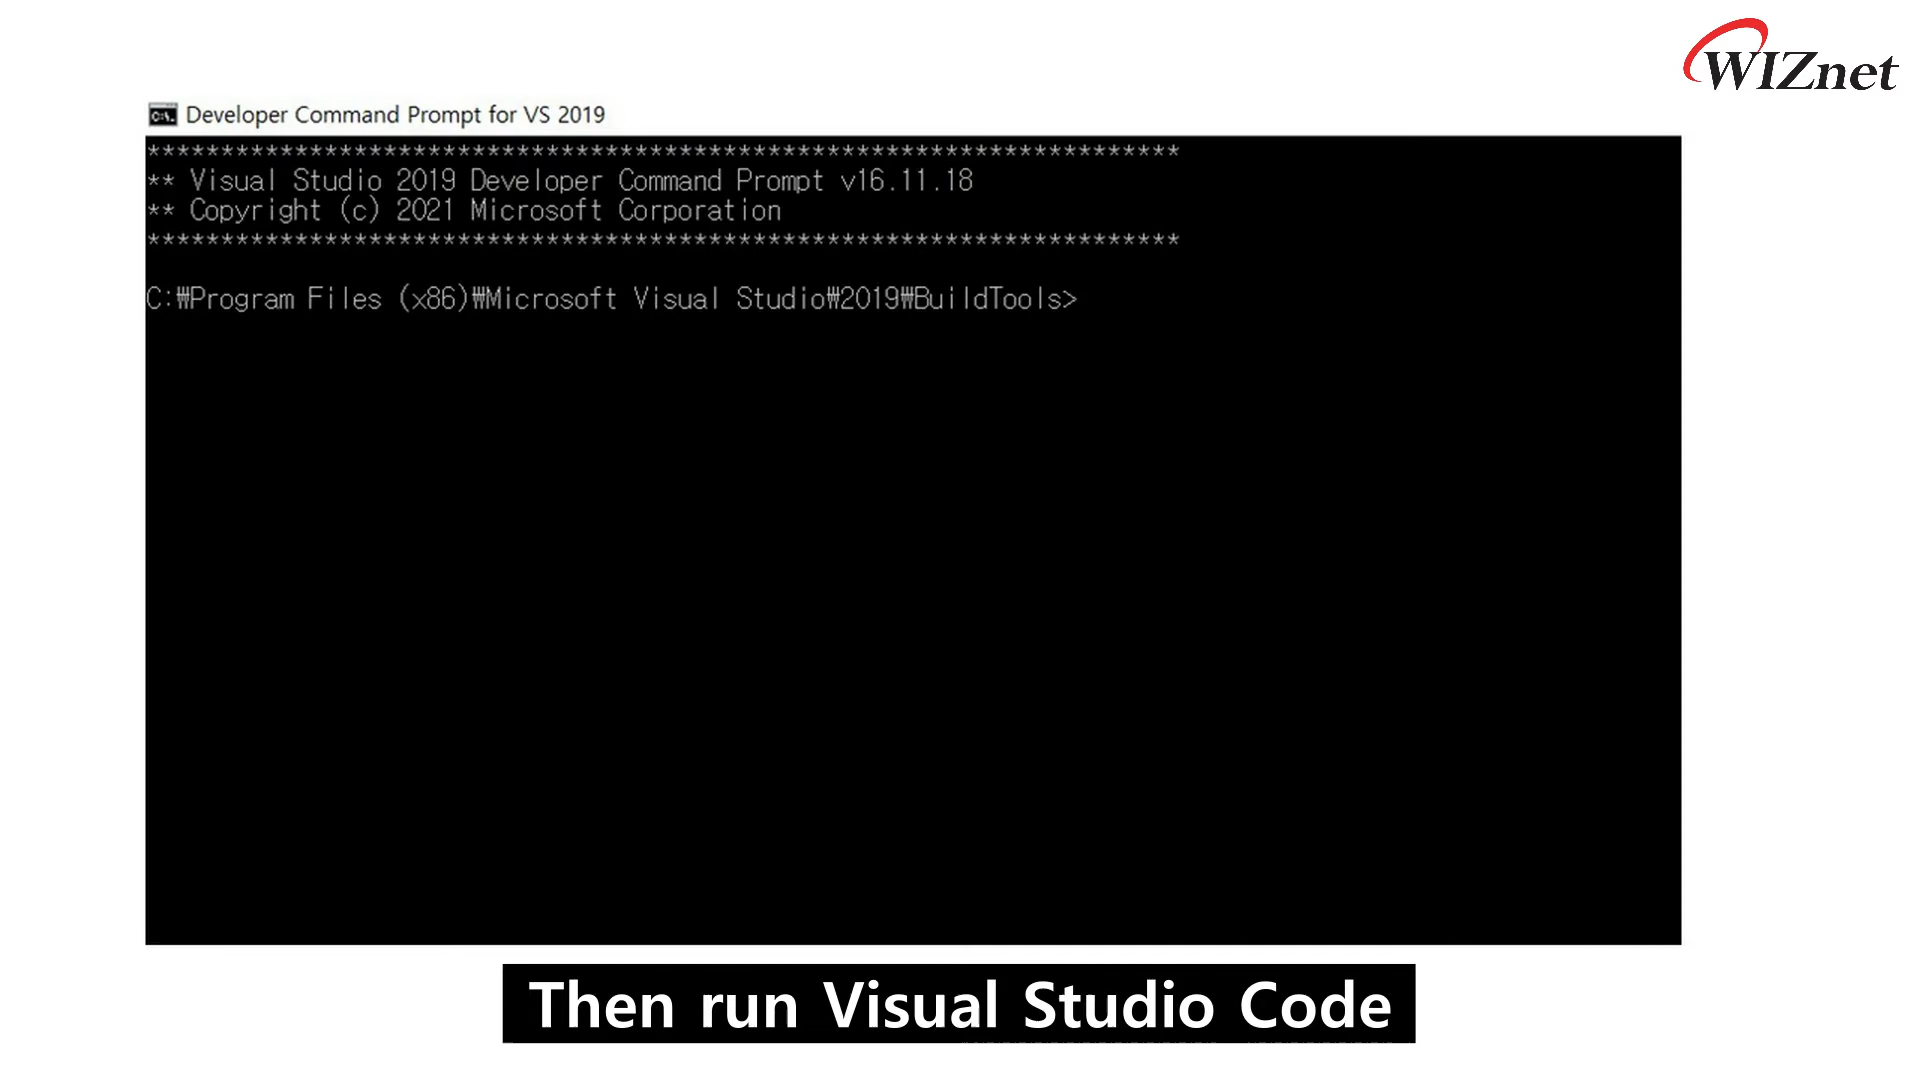 WIZnet
C:\. Developer Command Prompt for VS 2019
**********************************************************************
** Visual Studio 2019 Developer Command Prompt v16.11.18
** Copyright (c) 2021 Microsoft Corporation
**********************************************************************
C:₩Program Files (x86)₩Microsoft Visual Studio₩2019₩BuildTools>
Then run Visual Studio Code